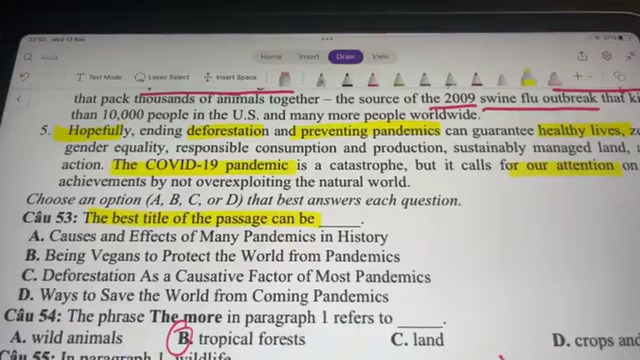 22:50 Wed 13 Nov
37%
Home Insert Draw View
Text Mode Lasso Select Insert Space
that pack thousands of animals together – the source of the 2009 swine flu outbreak that ki
than 10,000 people in the U.S. and many more people worldwide.
5. Hopefully, ending deforestation and preventing pandemics can guarantee healthy lives, ze
gender equality, responsible consumption and production, sustainably managed land, a
action. The COVID-19 pandemic is a catastrophe, but it calls for our attention on
achievements by not overexploiting the natural world.
Choose an option (A, B, C, or D) that best answers each question.
Câu 53: The best title of the passage can be _____.
A. Causes and Effects of Many Pandemics in History
B. Being Vegans to Protect the World from Pandemics
C. Deforestation As a Causative Factor of Most Pandemics
D. Ways to Save the World from Coming Pandemics
Câu 54: The phrase The more in paragraph 1 refers to _____.
A. wild animals B. tropical forests C. land D. crops and
Câu 55: In paragraph 1, wildlife